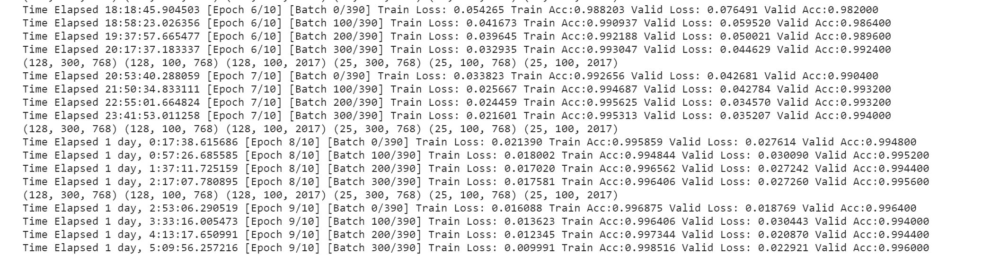 Time Elapsed 18:18:45.904503 [Epoch 6/10] [Batch 0/390] Train Loss: 0.054265 Train Acc:0.988203 Valid Loss: 0.076491 Valid Acc:0.982000
Time Elapsed 18:58:23.026356 [Epoch 6/10] [Batch 100/390] Train Loss: 0.041673 Train Acc:0.990937 Valid Loss: 0.059520 Valid Acc:0.986400
Time Elapsed 19:37:57.665477 [Epoch 6/10] [Batch 200/390] Train Loss: 0.039645 Train Acc:0.992188 Valid Loss: 0.050021 Valid Acc:0.989600
Time Elapsed 20:17:37.183337 [Epoch 6/10] [Batch 300/390] Train Loss: 0.032935 Train Acc:0.993047 Valid Loss: 0.044629 Valid Acc:0.992400
(128, 300, 768) (128, 100, 768) (128, 100, 2017) (25, 300, 768) (25, 100, 768) (25, 100, 2017)
Time Elapsed 20:53:40.288059 [Epoch 7/10] [Batch 0/390] Train Loss: 0.033823 Train Acc:0.992656 Valid Loss: 0.042681 Valid Acc:0.990400
Time Elapsed 21:50:34.833111 [Epoch 7/10] [Batch 100/390] Train Loss: 0.025667 Train Acc:0.994687 Valid Loss: 0.042784 Valid Acc:0.993200
Time Elapsed 22:55:01.664824 [Epoch 7/10] [Batch 200/390] Train Loss: 0.024459 Train Acc:0.995625 Valid Loss: 0.034570 Valid Acc:0.993200
Time Elapsed 23:41:53.011258 [Epoch 7/10] [Batch 300/390] Train Loss: 0.021601 Train Acc:0.995313 Valid Loss: 0.035207 Valid Acc:0.994000
(128, 300, 768) (128, 100, 768) (128, 100, 2017) (25, 300, 768) (25, 100, 768) (25, 100, 2017)
Time Elapsed 1 day, 0:17:38.615686 [Epoch 8/10] [Batch 0/390] Train Loss: 0.021390 Train Acc:0.995859 Valid Loss: 0.027614 Valid Acc:0.994800
Time Elapsed 1 day, 0:57:26.685585 [Epoch 8/10] [Batch 100/390] Train Loss: 0.018002 Train Acc:0.994844 Valid Loss: 0.030090 Valid Acc:0.995200
Time Elapsed 1 day, 1:37:11.725159 [Epoch 8/10] [Batch 200/390] Train Loss: 0.017020 Train Acc:0.996562 Valid Loss: 0.027242 Valid Acc:0.994400
Time Elapsed 1 day, 2:17:07.780895 [Epoch 8/10] [Batch 300/390] Train Loss: 0.017581 Train Acc:0.996406 Valid Loss: 0.027260 Valid Acc:0.995600
(128, 300, 768) (128, 100, 768) (128, 100, 2017) (25, 300, 768) (25, 100, 768) (25, 100, 2017)
Time Elapsed 1 day, 2:53:06.290519 [Epoch 9/10] [Batch 0/390] Train Loss: 0.016088 Train Acc:0.996875 Valid Loss: 0.018769 Valid Acc:0.996400
Time Elapsed 1 day, 3:33:16.005473 [Epoch 9/10] [Batch 100/390] Train Loss: 0.013623 Train Acc:0.996406 Valid Loss: 0.030443 Valid Acc:0.994000
Time Elapsed 1 day, 4:13:17.650991 [Epoch 9/10] [Batch 200/390] Train Loss: 0.012345 Train Acc:0.997344 Valid Loss: 0.020870 Valid Acc:0.994400
Time Elapsed 1 day, 5:09:56.257216 [Epoch 9/10] [Batch 300/390] Train Loss: 0.009991 Train Acc:0.998516 Valid Loss: 0.022921 Valid Acc:0.996000